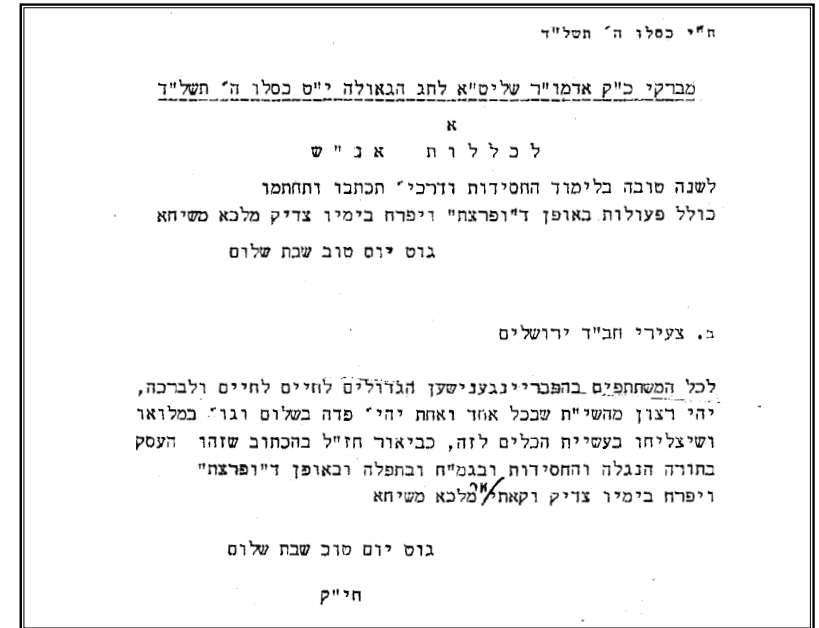 ח"י כסלו ה' תשל"ד
מברקי כ"ק אדמו"ר שליט"א לחג הגאולה י"ט כסלו ה' תשל"ד
א
לכללות אנ"ש
לשנה טובה בלימוד החסידות ודרכי' תכתבו ותחתמו
כולל פעולות באופן ד"ופרצת" ויפרח בימיו צדיק מלכא משיחא
גוט יום טוב שבת שלום
ב. צעירי חב"ד ירושלים
לכל המשתתפים בהפבריינגענישען הגדולים לחיים לחיים ולברכה,
יהי רצון מהשי"ת שבכל אחד ואחת יהי' פדה בשלום וגו' במלואו
ושיצליחו בעשיית הכלים לזה, כביאור חז"ל בהכתוב שזהו העסק
בתורה הנגלה והחסידות ובגמ"ח ובתפלה ובאופן ד"ופרצת"
ויפרח בימיו צדיק וקאתי מלכא משיחא
גוט יום טוב שבת שלום
חי"ק